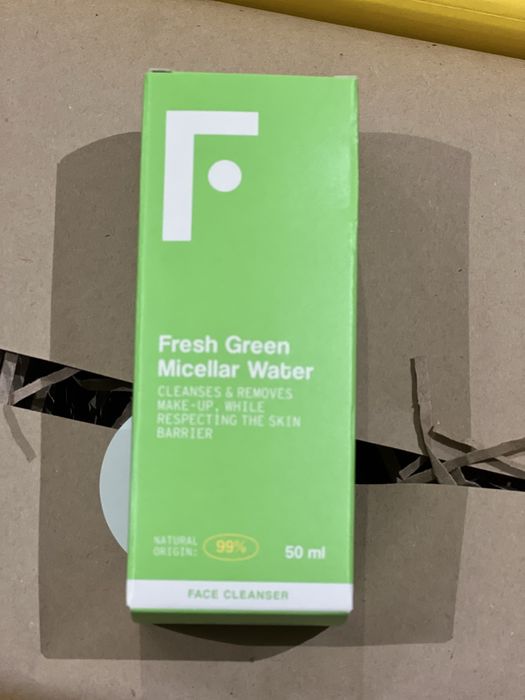 Fresh Green
Micellar Water
CLEANSES & REMOVES
MAKE-UP, WHILE
RESPECTING THE SKIN
BARRIER
NATURAL
ORIGIN: 99%
50 ml
FACE CLEANSER